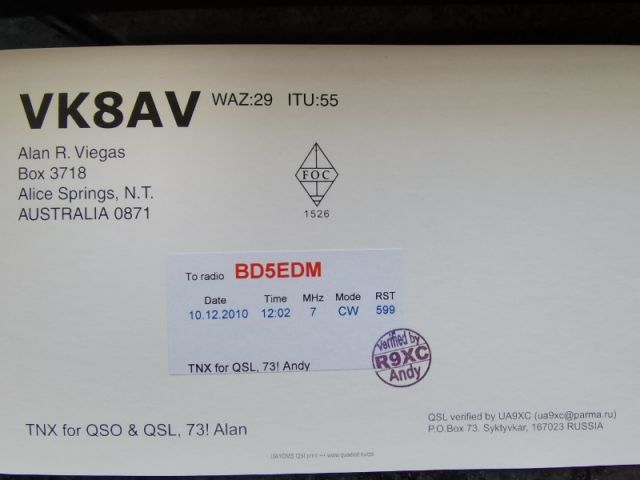 VK8AV WAZ:29 ITU:55
Alan R. Viegas
Box 3718
Alice Springs, N.T.
AUSTRALIA 0871
FOC
1526
To radio BD5EDM
Date Time MHz Mode RST
10.12.2010 12:02 7 CW 599
TNX for QSL, 73! Andy
Verified by
R9XC
Andy
TNX for QSO & QSL, 73! Alan
QSL verified by UA9XC (ua9xc@parma.ru)
P.O.Box 73. Syktyvkar, 167023 RUSSIA
QSL print